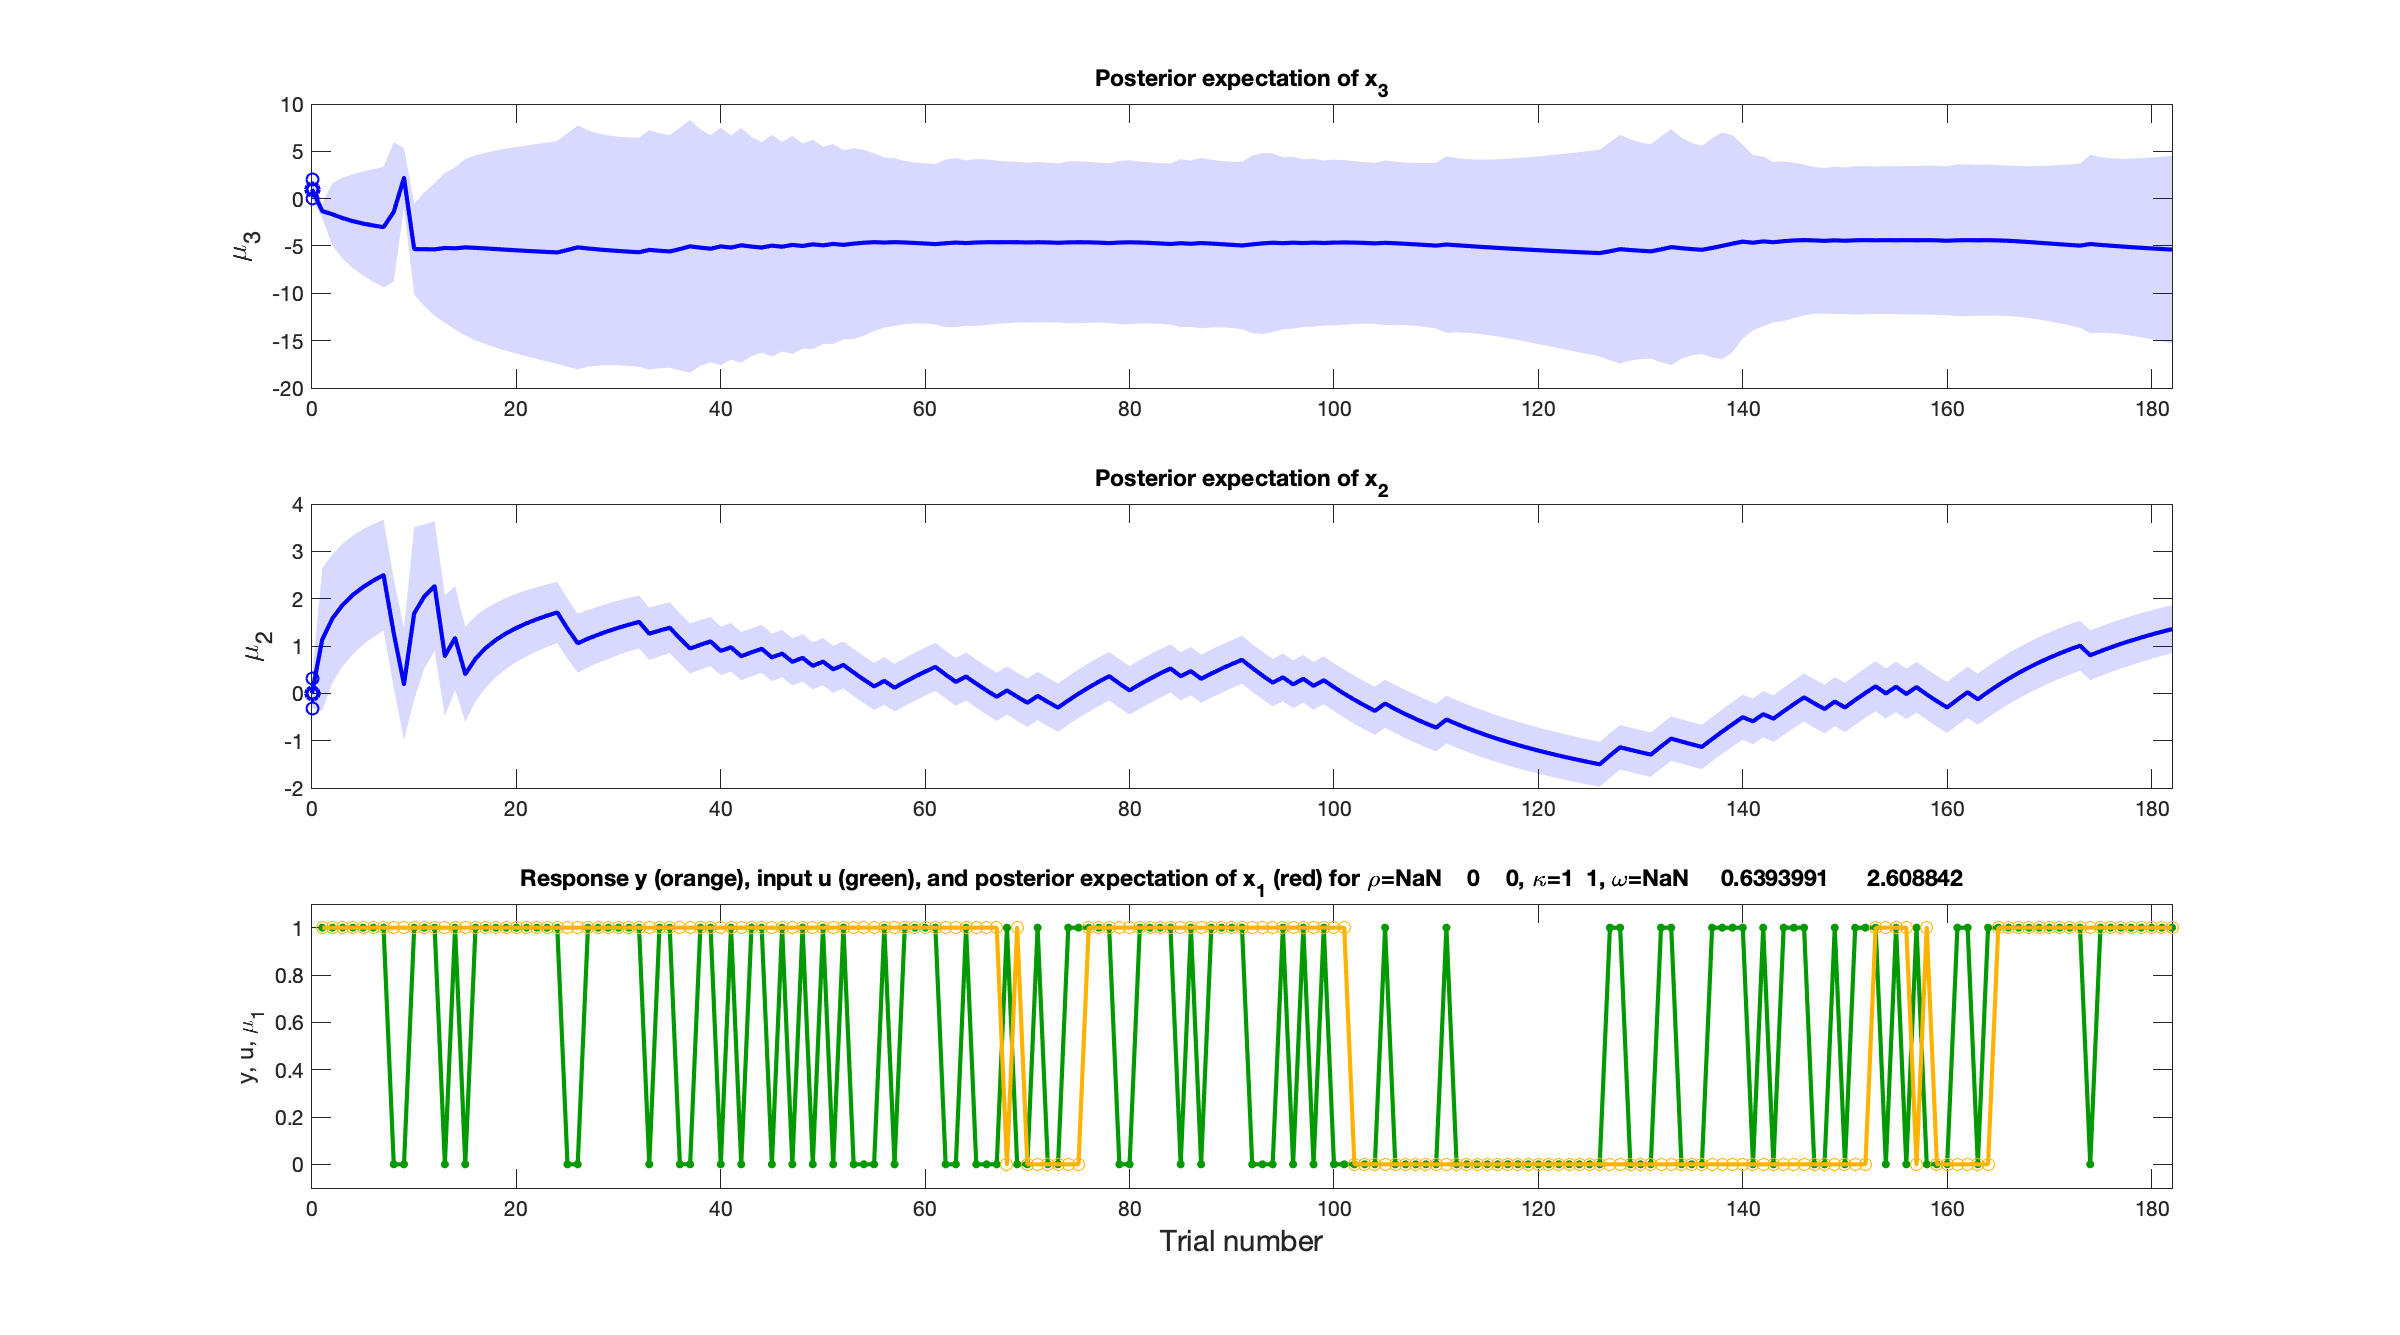 Posterior expectation of x3
10
5
0
-5
-10
-15
-20
μ3
0 20 40 60 80 100 120 140 160 180
Posterior expectation of x2
4
3
2
1
0
-1
-2
μ2
0 20 40 60 80 100 120 140 160 180
Response y (orange), input u (green), and posterior expectation of x1 (red) for ρ=NaN 0 0, κ=1 1, ω=NaN 0.6393991 2.608842
1
0.8
0.6
0.4
0.2
0
y, u, μ1
0 20 40 60 80 100 120 140 160 180
Trial number